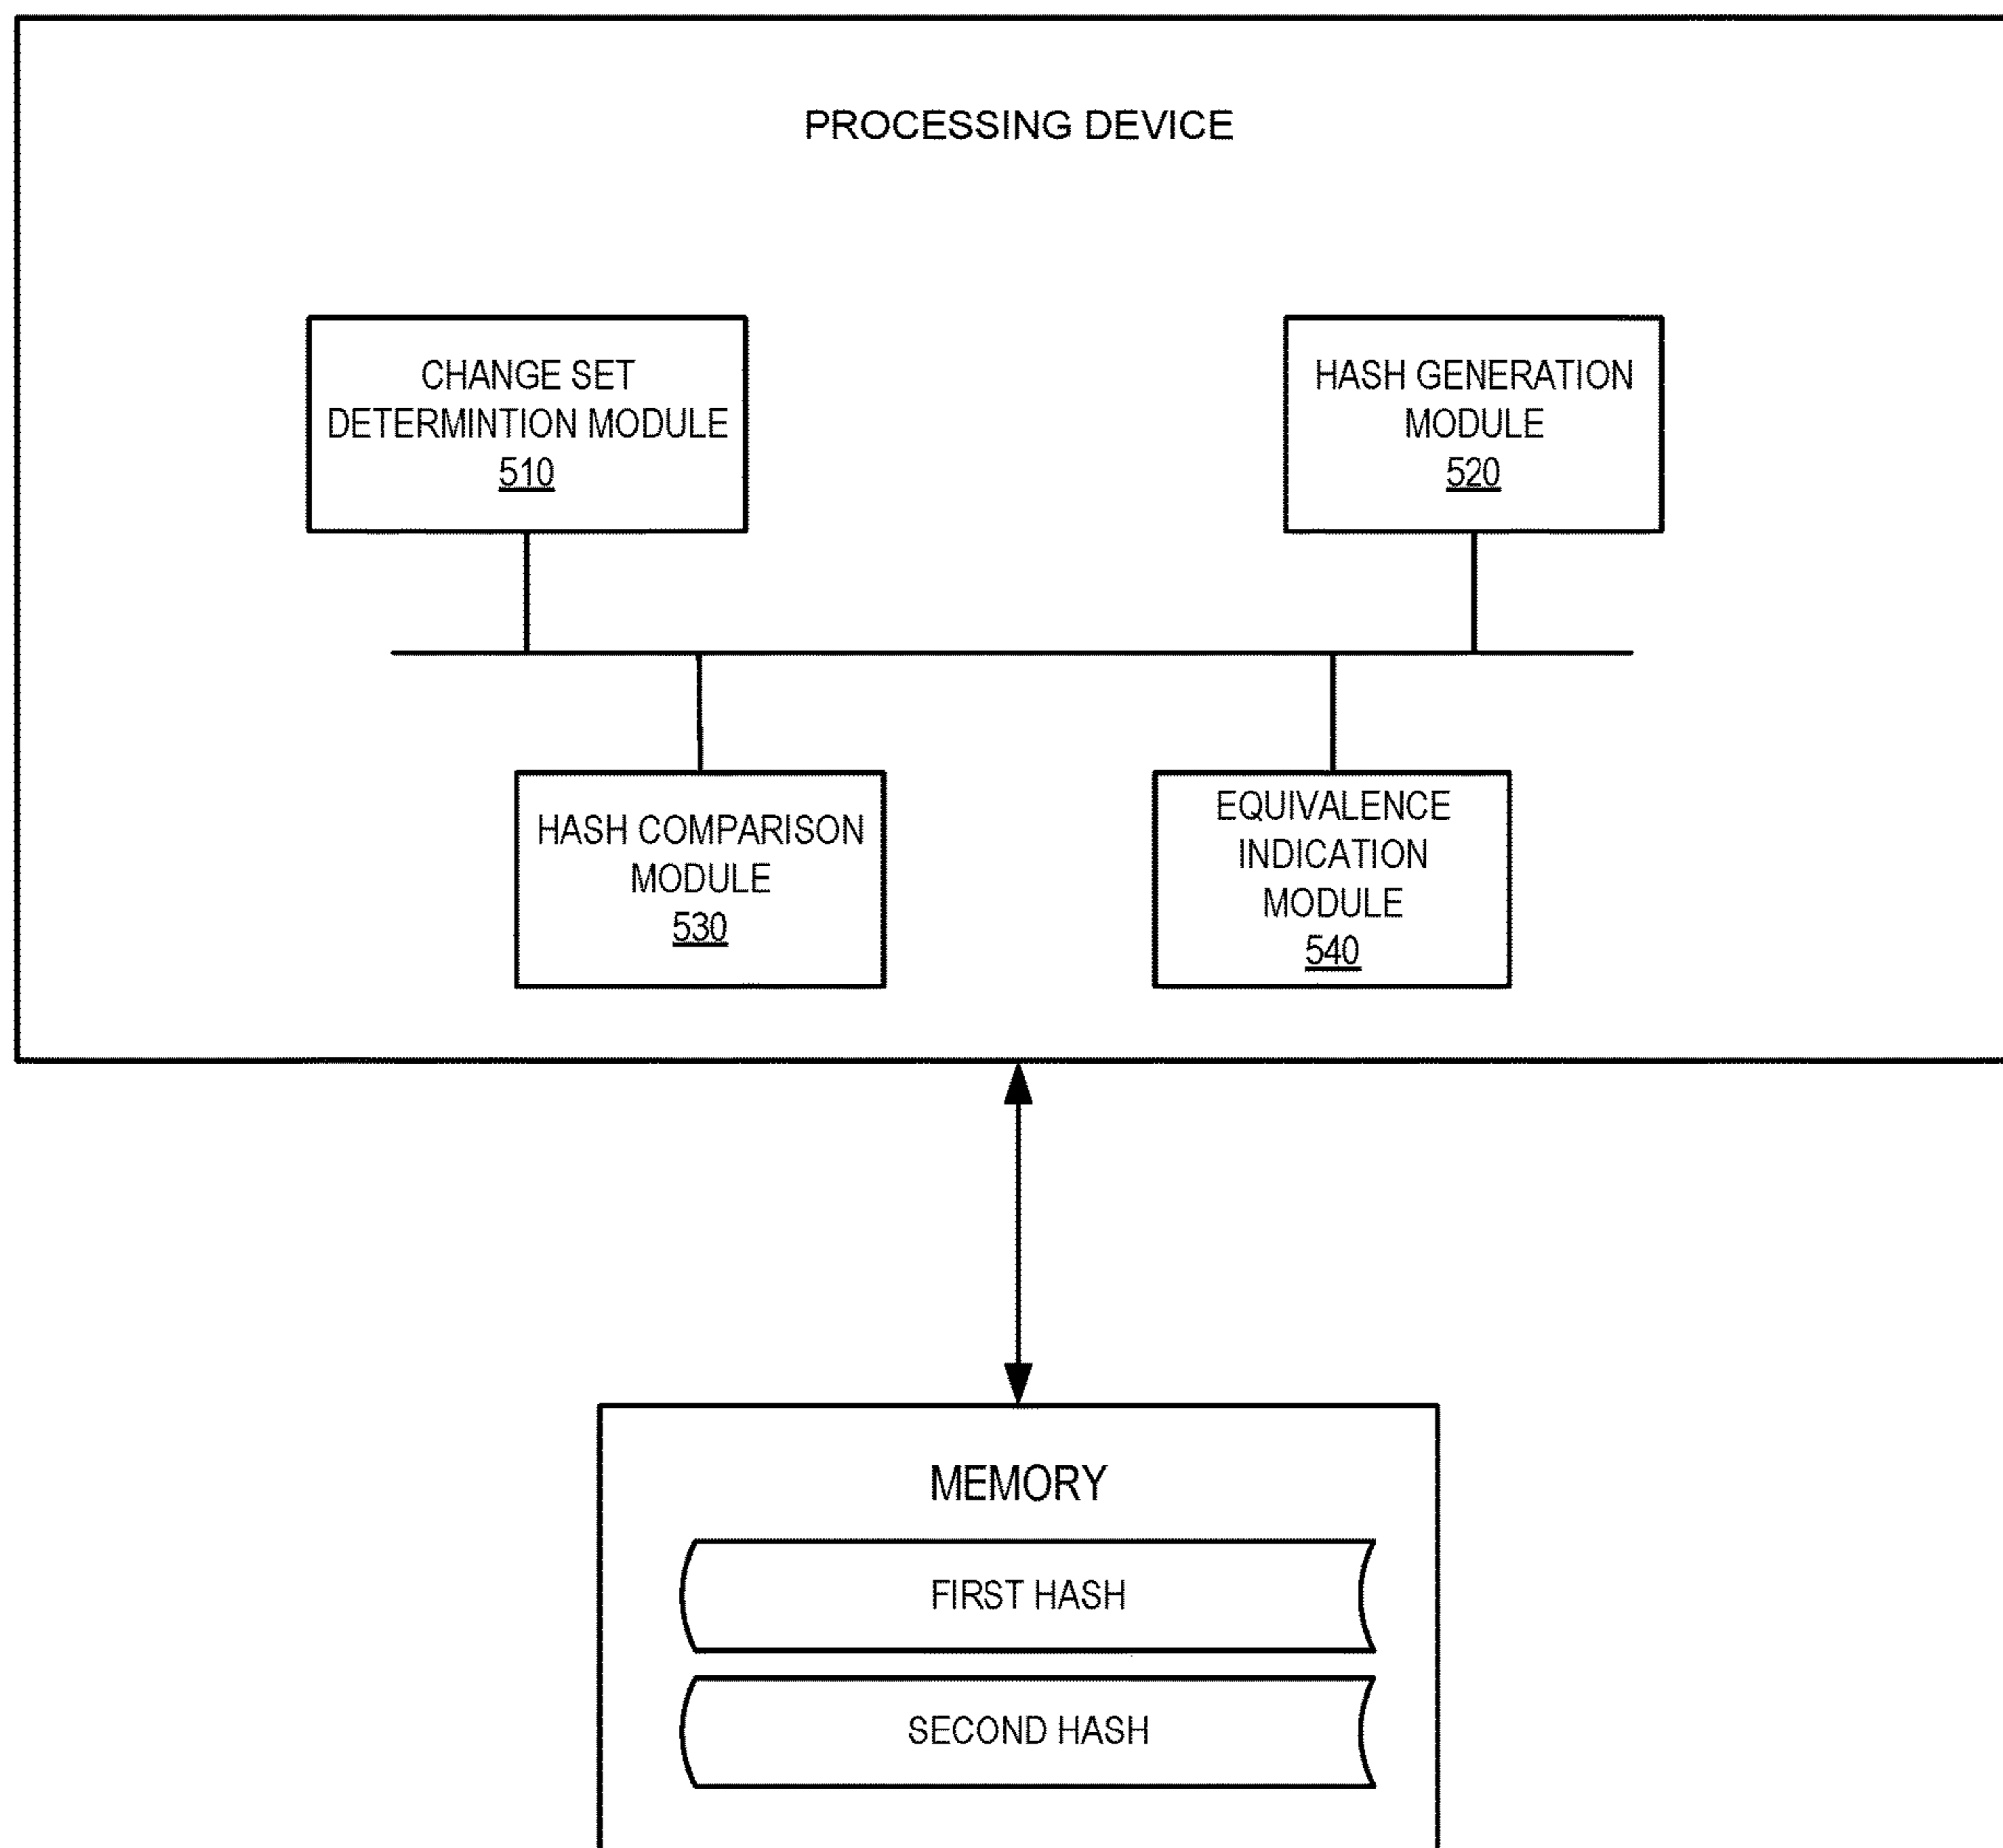 PROCESSING DEVICE
CHANGE SET
DETERMINTION MODULE
510
HASH GENERATION
MODULE
520
HASH COMPARISON
MODULE
530
EQUIVALENCE
INDICATION
MODULE
540
MEMORY
FIRST HASH
SECOND HASH